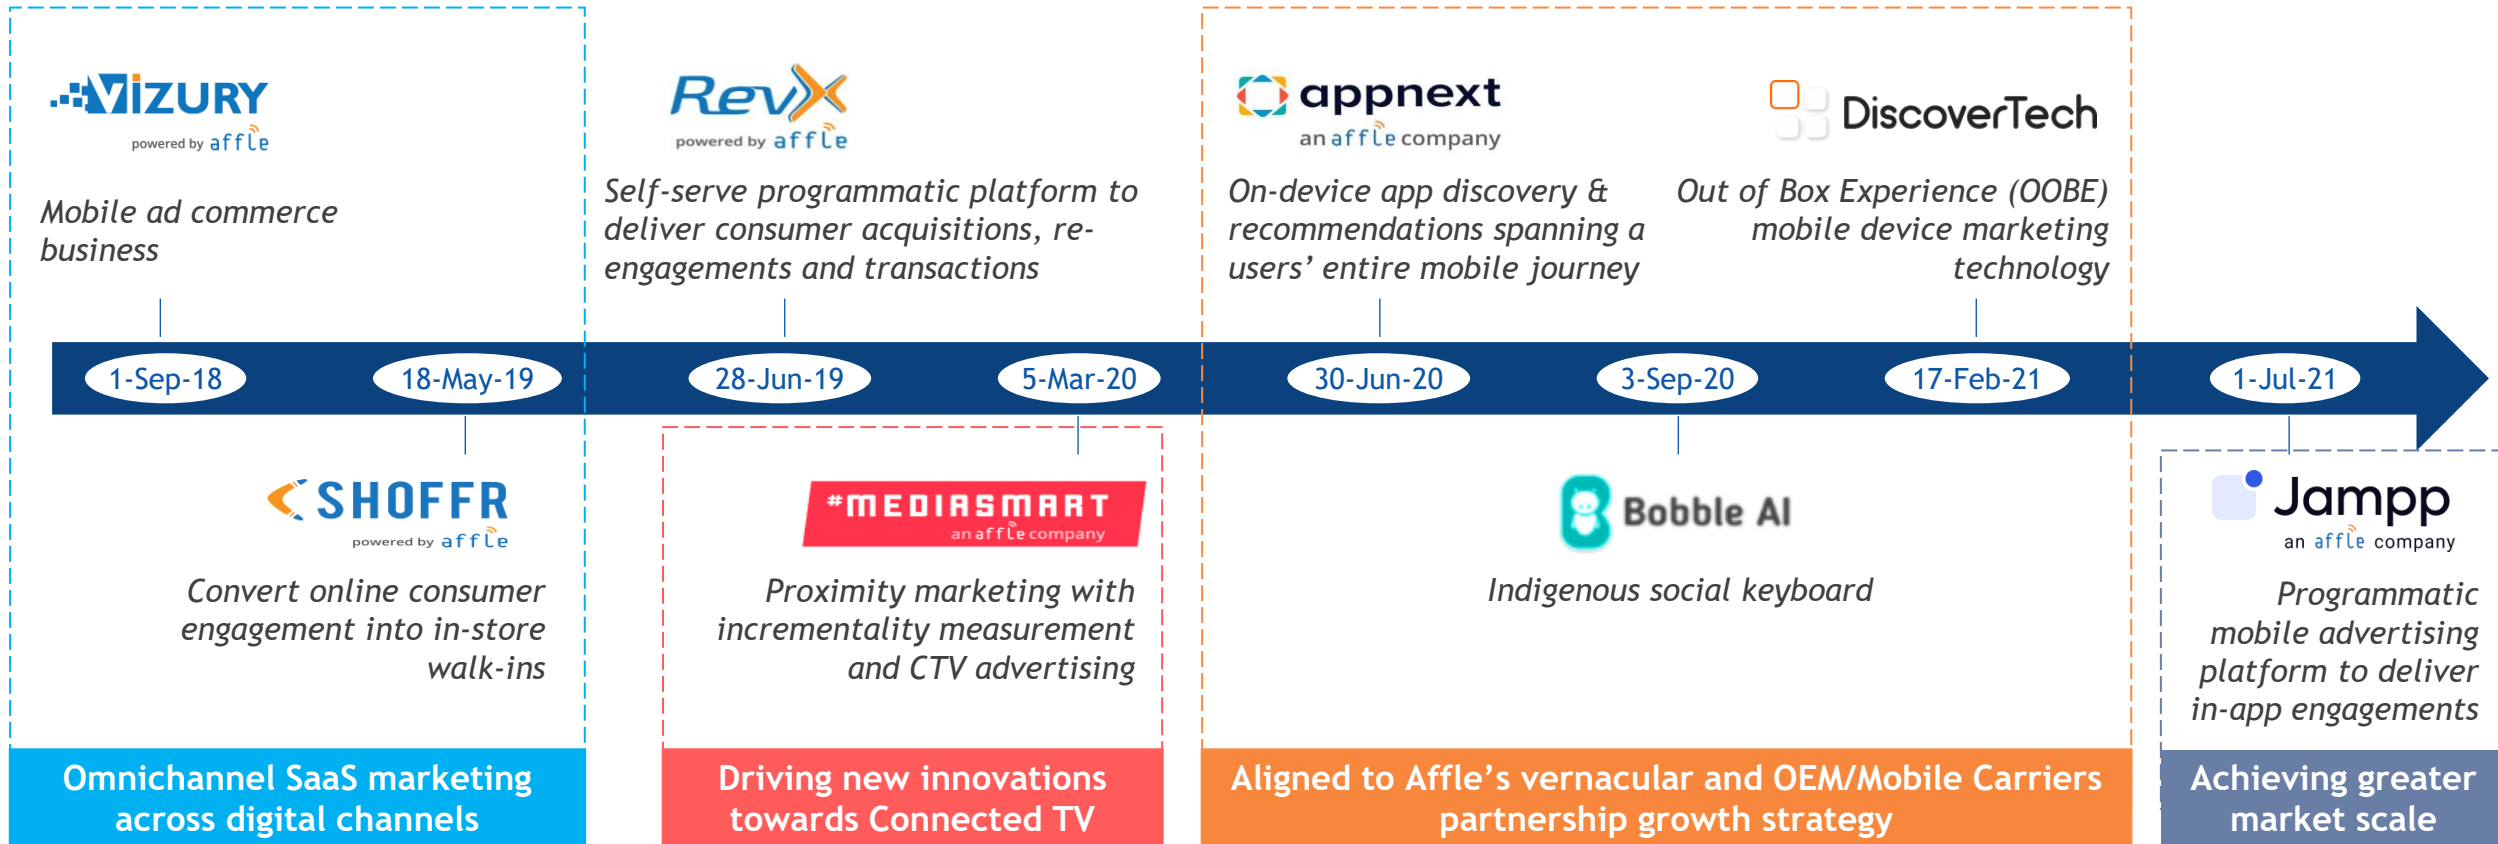 VIZURY
powered by affle
Mobile ad commerce
business
RevX
powered by affle
Self-serve programmatic platform to
deliver consumer acquisitions, re-
engagements and transactions
appnext
an affle company
On-device app discovery &
recommendations spanning a
users’ entire mobile journey
DiscoverTech
Out of Box Experience (OOBE)
mobile device marketing
technology
1-Sep-18
18-May-19
28-Jun-19
5-Mar-20
30-Jun-20
3-Sep-20
17-Feb-21
1-Jul-21
SHOFFR
powered by affle
Convert online consumer
engagement into in-store
walk-ins
#MEDIASMART
an affle company
Proximity marketing with
incrementality measurement
and CTV advertising
Bobble AI
Indigenous social keyboard
Jampp
an affle company
Programmatic
mobile advertising
platform to deliver
in-app engagements
Omnichannel SaaS marketing
across digital channels
Driving new innovations
towards Connected TV
Aligned to Affle’s vernacular and OEM/Mobile Carriers
partnership growth strategy
Achieving greater
market scale